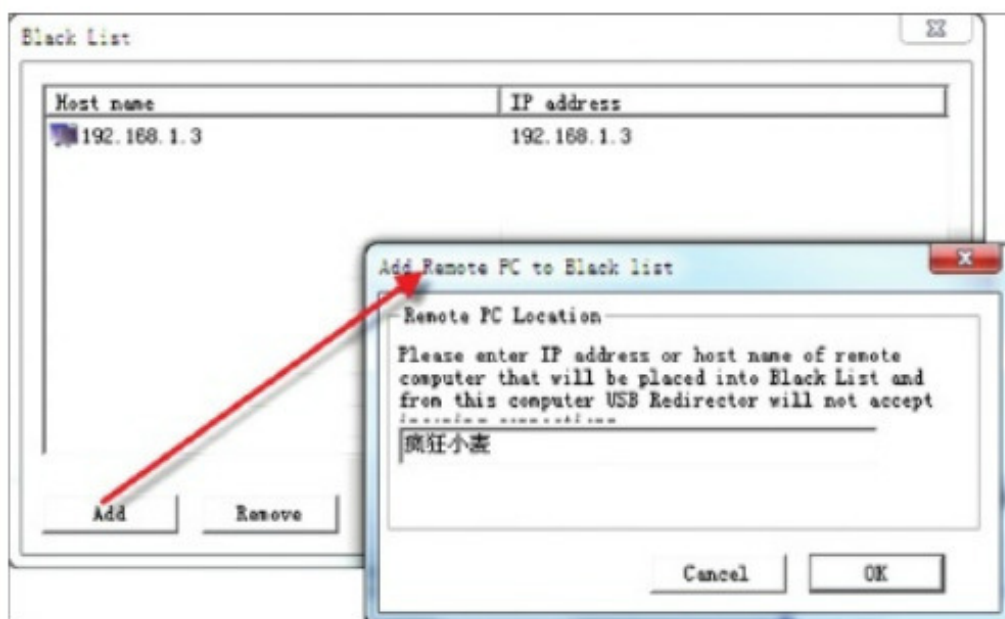 Black List
Host name IP address
192.168.1.3 192.168.1.3
Add Remote PC to Black list
Remote PC Location
Please enter IP address or host name of remote
computer that will be placed into Black List and
from this computer USB Redirector will not accept
疯狂小麦
Add Remove
Cancel OK